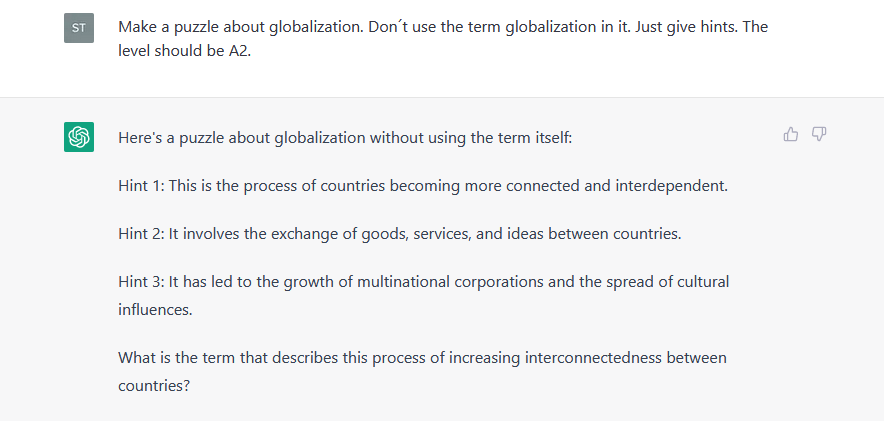 ST
Make a puzzle about globalization. Don´t use the term globalization in it. Just give hints. The
level should be A2.
Here's a puzzle about globalization without using the term itself:
Hint 1: This is the process of countries becoming more connected and interdependent.
Hint 2: It involves the exchange of goods, services, and ideas between countries.
Hint 3: It has led to the growth of multinational corporations and the spread of cultural
influences.
What is the term that describes this process of increasing interconnectedness between
countries?